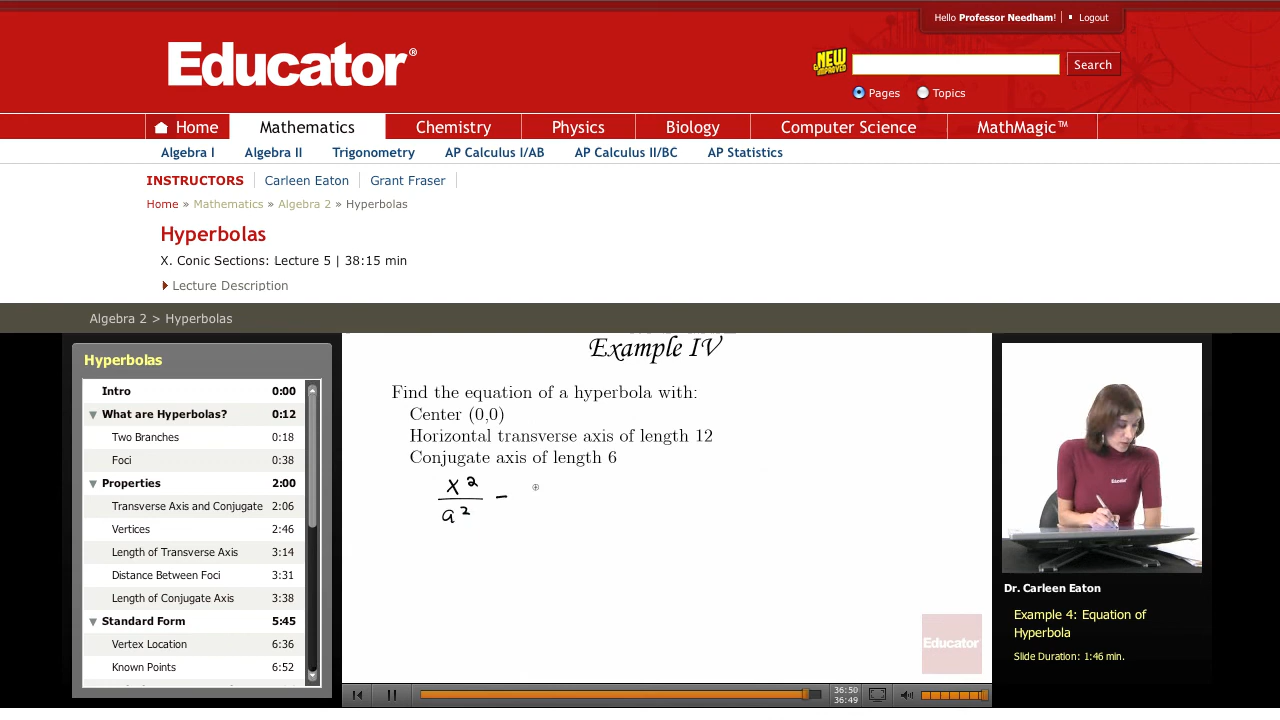 Hello Professor Needham! Logout
Educator®
NEW
IMPROVED
Search
Pages Topics
Home Mathematics Chemistry Physics Biology Computer Science MathMagic™
Algebra I Algebra II Trigonometry AP Calculus I/AB AP Calculus II/BC AP Statistics
INSTRUCTORS Carleen Eaton Grant Fraser
Home » Mathematics » Algebra 2 » Hyperbolas
Hyperbolas
X. Conic Sections: Lecture 5 | 38:15 min
Lecture Description
Algebra 2 > Hyperbolas
Hyperbolas
Intro 0:00
What are Hyperbolas? 0:12
Two Branches 0:18
Foci 0:38
Properties 2:00
Transverse Axis and Conjugate 2:06
Vertices 2:46
Length of Transverse Axis 3:14
Distance Between Foci 3:31
Length of Conjugate Axis 3:38
Standard Form 5:45
Vertex Location 6:36
Known Points 6:52
Example IV
Find the equation of a hyperbola with:
Center (0,0)
Horizontal transverse axis of length 12
Conjugate axis of length 6
x² −
a²
Educator
36:50
36:49
Educator
Dr. Carleen Eaton
Example 4: Equation of
Hyperbola
Slide Duration: 1:46 min.